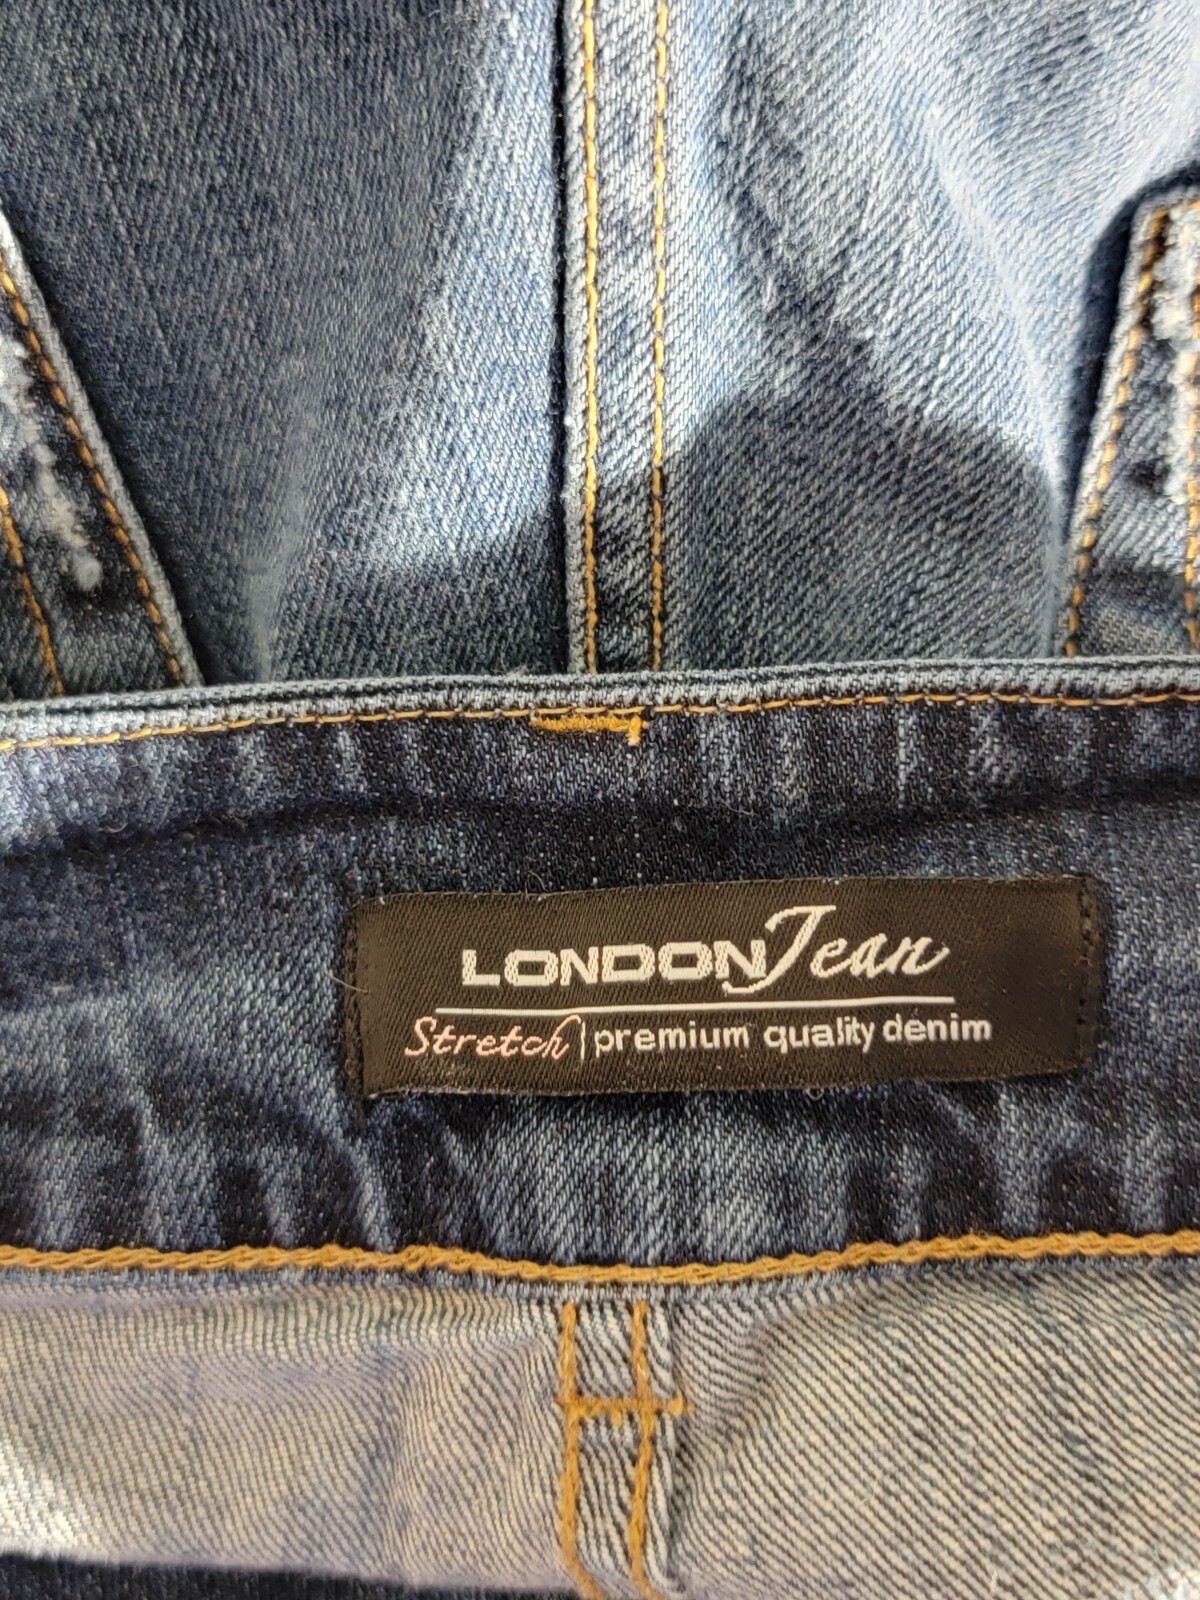 LONDON Jean
Stretch | premium quality denim